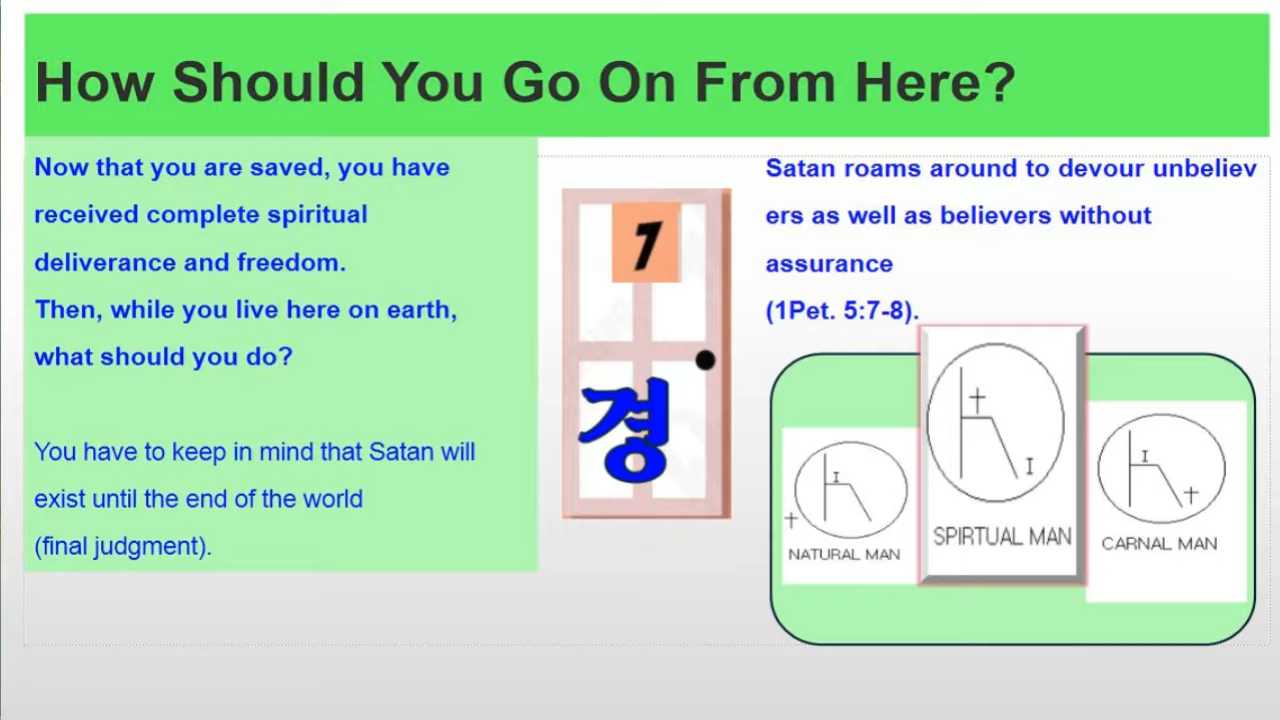 How Should You Go On From Here?
Now that you are saved, you have
received complete spiritual
deliverance and freedom.
Then, while you live here on earth,
what should you do?
You have to keep in mind that Satan will
exist until the end of the world
(final judgment).
7
경
Satan roams around to devour unbeliev
ers as well as believers without
assurance
(1Pet. 5:7-8).
I
NATURAL MAN
I
SPIRTUAL MAN
I
CARNAL MAN